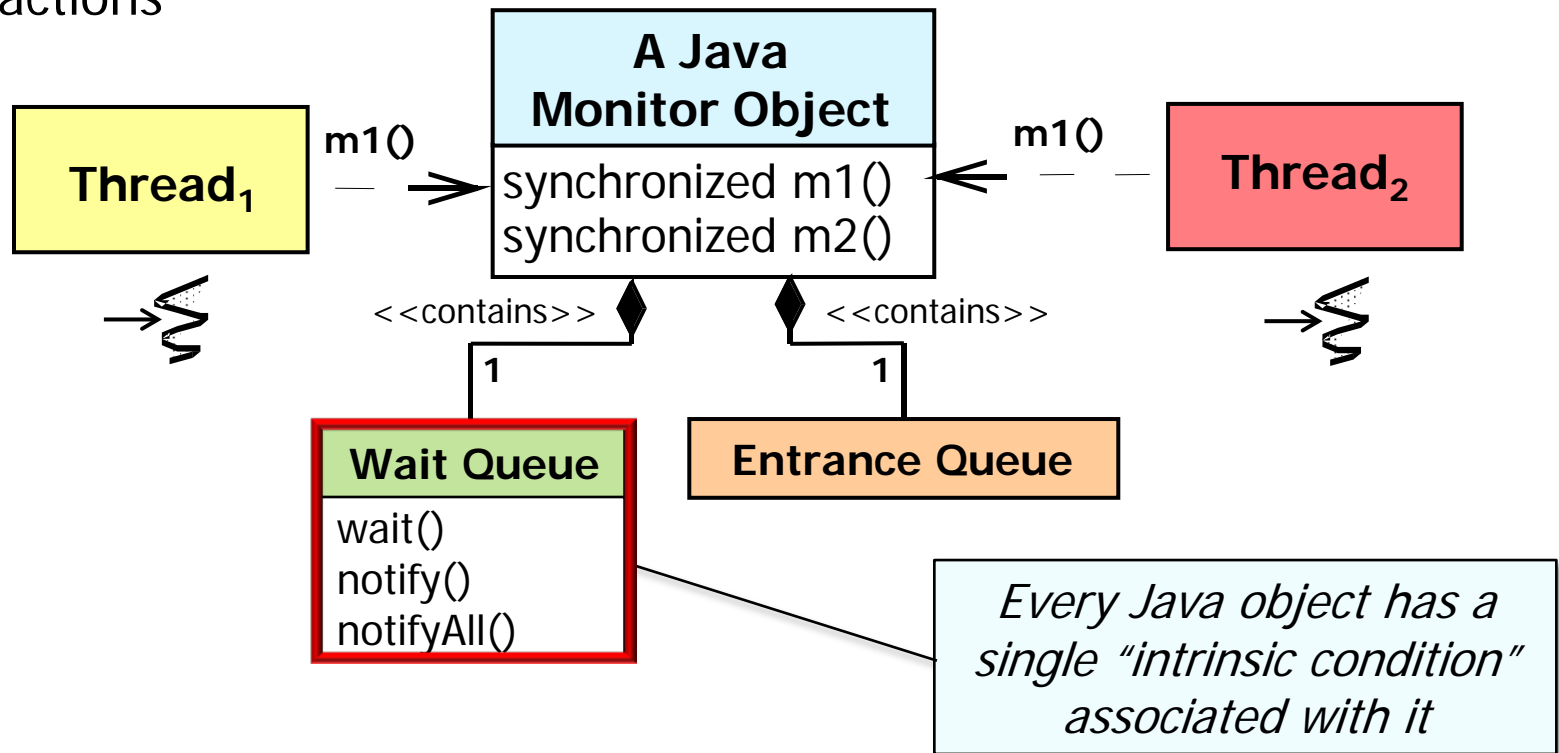 actions
A Java
Monitor Object
m1()
m1()
Thread1
Thread2
synchronized m1()
synchronized m2()
<<contains>>
<<contains>>
1
1
Wait Queue
Entrance Queue
wait()
notify()
notifyAll()
Every Java object has a
single “intrinsic condition”
associated with it